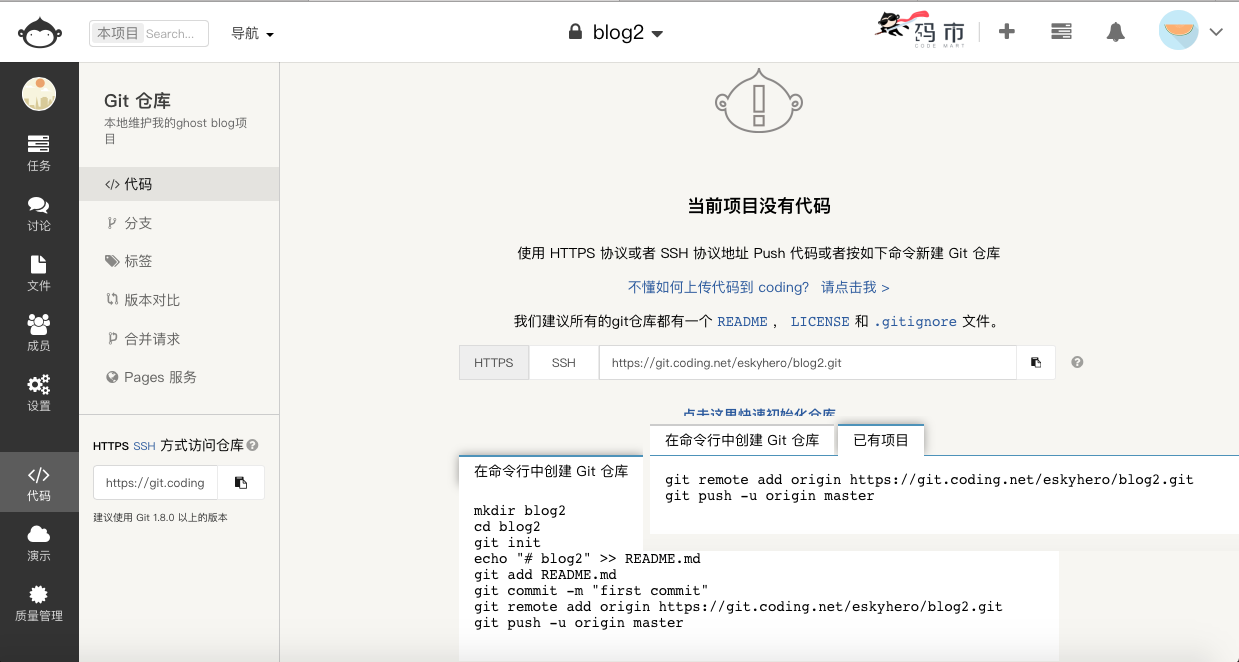 本项目 Search...
导航
blog2
码市
CODE MART
任务
讨论
文件
成员
设置
代码
演示
质量管理
Git 仓库
本地维护我的ghost blog项
目
</> 代码
分支
标签
版本对比
合并请求
Pages 服务
HTTPS SSH 方式访问仓库
https://git.coding
建议使用 Git 1.8.0 以上的版本
当前项目没有代码
使用 HTTPS 协议或者 SSH 协议地址 Push 代码或者按如下命令新建 Git 仓库
不懂如何上传代码到 coding? 请点击我 >
我们建议所有的git仓库都有一个 README ， LICENSE 和 .gitignore 文件。
HTTPS SSH https://git.coding.net/eskyhero/blog2.git
点击这里快速初始化仓库
在命令行中创建 Git 仓库 已有项目
git remote add origin https://git.coding.net/eskyhero/blog2.git
git push -u origin master
在命令行中创建 Git 仓库
mkdir blog2
cd blog2
git init
echo "# blog2" >> README.md
git add README.md
git commit -m "first commit"
git remote add origin https://git.coding.net/eskyhero/blog2.git
git push -u origin master